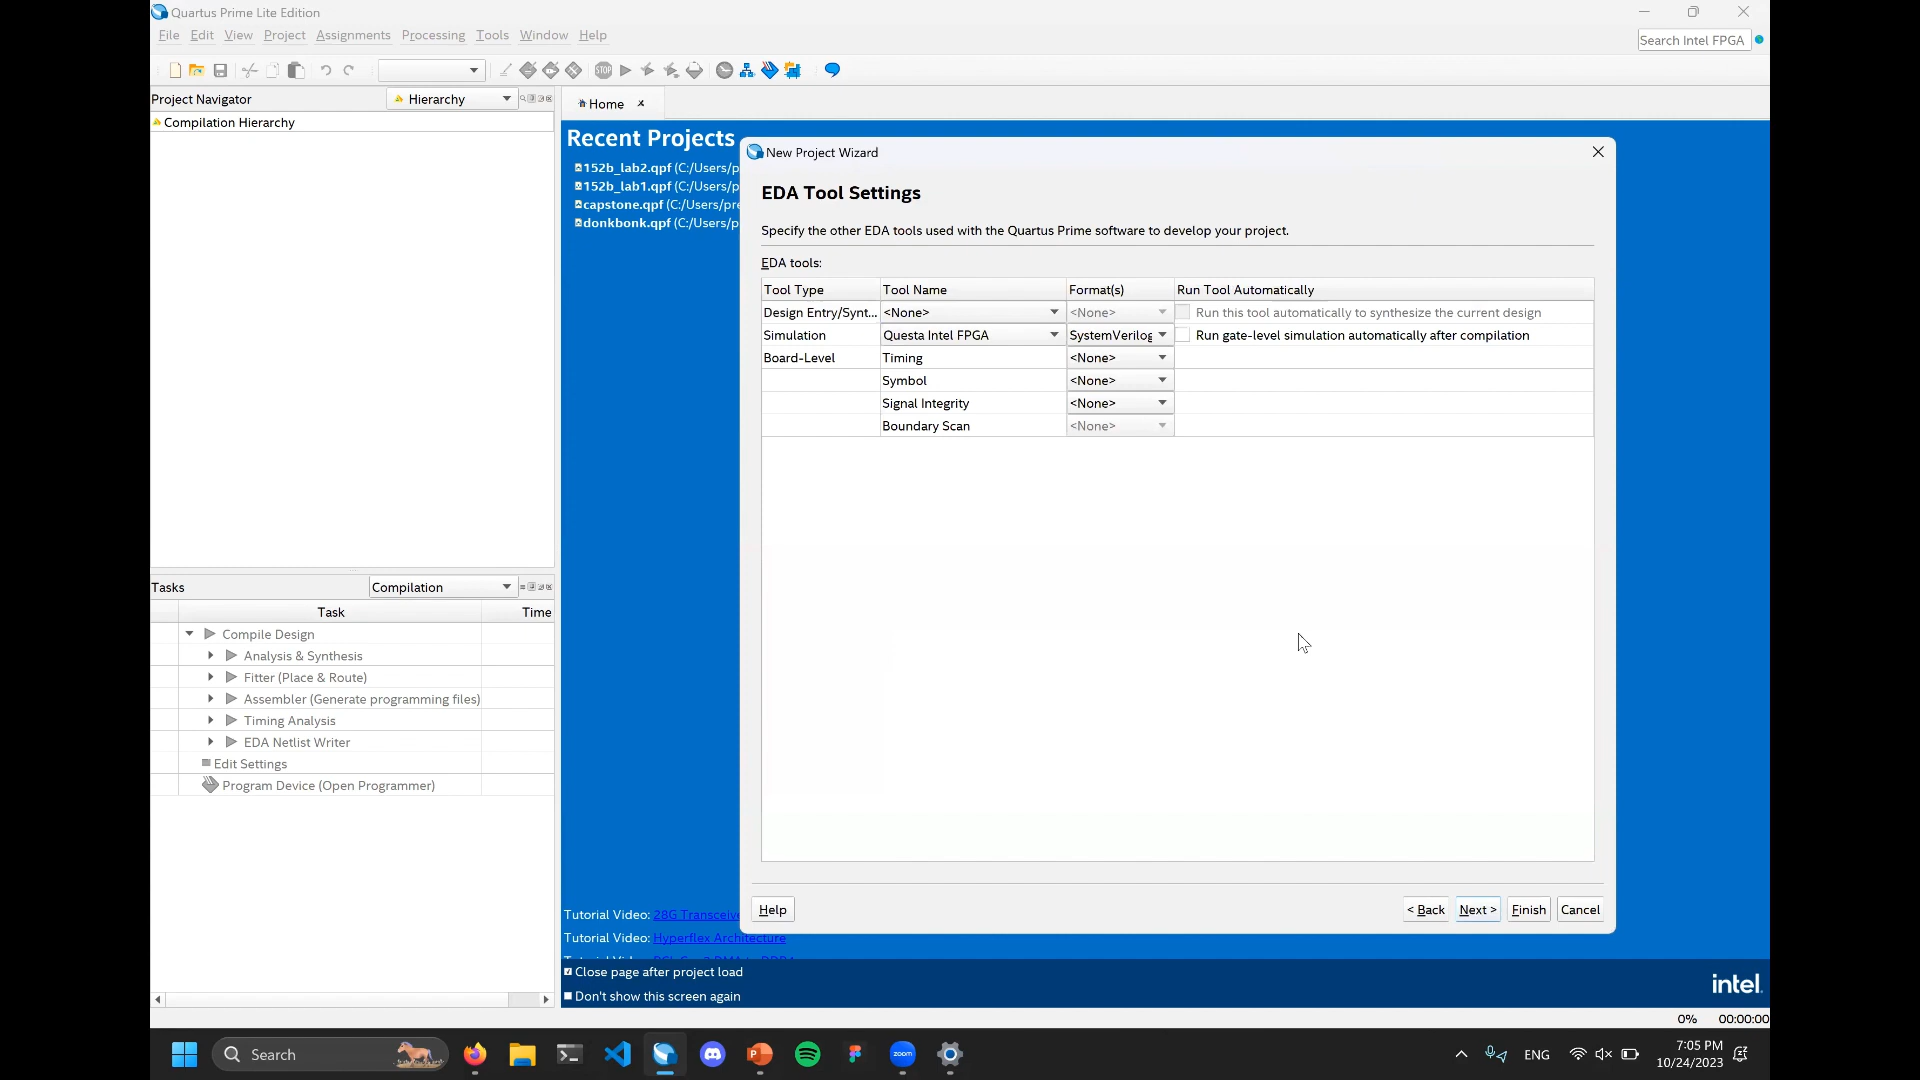 Quartus Prime Lite Edition
File Edit View Project Assignments Processing Tools Window Help
Search Intel FPGA
Project Navigator
Hierarchy
Compilation Hierarchy
Home
Recent Projects
152b_lab2.qpf (C:/Users/p
152b_lab1.qpf (C:/Users/p
capstone.qpf (C:/Users/pre
donkbonk.qpf (C:/Users/p
New Project Wizard
EDA Tool Settings
Specify the other EDA tools used with the Quartus Prime software to develop your project.
EDA tools:
Tool Type Tool Name Format(s) Run Tool Automatically
Design Entry/Synt... <None> <None> Run this tool automatically to synthesize the current design
Simulation Questa Intel FPGA SystemVerilog Run gate-level simulation automatically after compilation
Board-Level Timing <None>
Symbol <None>
Signal Integrity <None>
Boundary Scan <None>
Help
< Back Next > Finish Cancel
Tasks
Compilation
Task Time
Compile Design
Analysis & Synthesis
Fitter (Place & Route)
Assembler (Generate programming files)
Timing Analysis
EDA Netlist Writer
Edit Settings
Program Device (Open Programmer)
Tutorial Video: 28G Transceive
Tutorial Video: Hyperflex Architecture
Close page after project load
Don't show this screen again
intel.
0% 00:00:00
Search
zoom
ENG
7:05 PM
10/24/2023